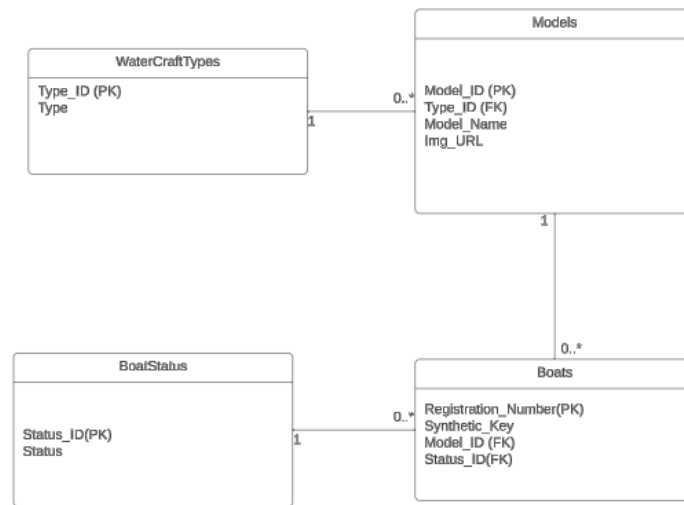 WaterCraftTypes
Type_ID (PK)
Type
1
0..*
Models
Model_ID (PK)
Type_ID (FK)
Model_Name
Img_URL
1
0..*
BoatStatus
Status_ID(PK)
Status
1
0..*
Boats
Registration_Number(PK)
Synthetic_Key
Model_ID (FK)
Status_ID(FK)